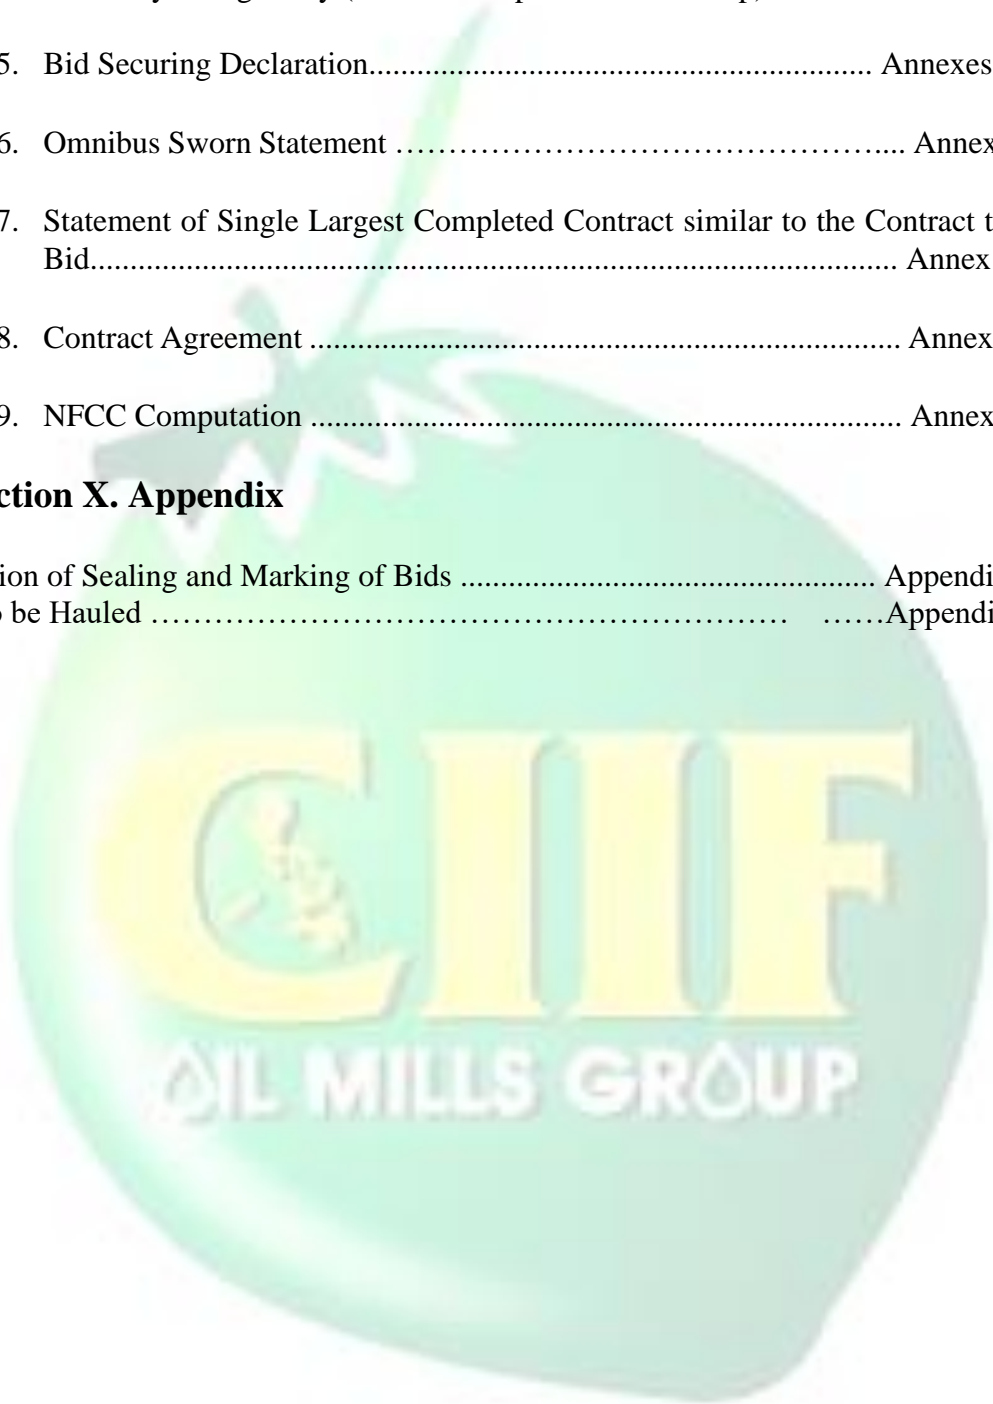 5. Bid Securing Declaration............................................................... Annexes
6. Omnibus Sworn Statement ………………………………………….... Annex
7. Statement of Single Largest Completed Contract similar to the Contract t
Bid..................................................................................................... Annex
8. Contract Agreement .......................................................................... Annex
9. NFCC Computation .......................................................................... Annex
ction X. Appendix
ion of Sealing and Marking of Bids .................................................... Appendi
be Hauled ……………………………………………………… ……Appendi
CIIF
OIL MILLS GROUP